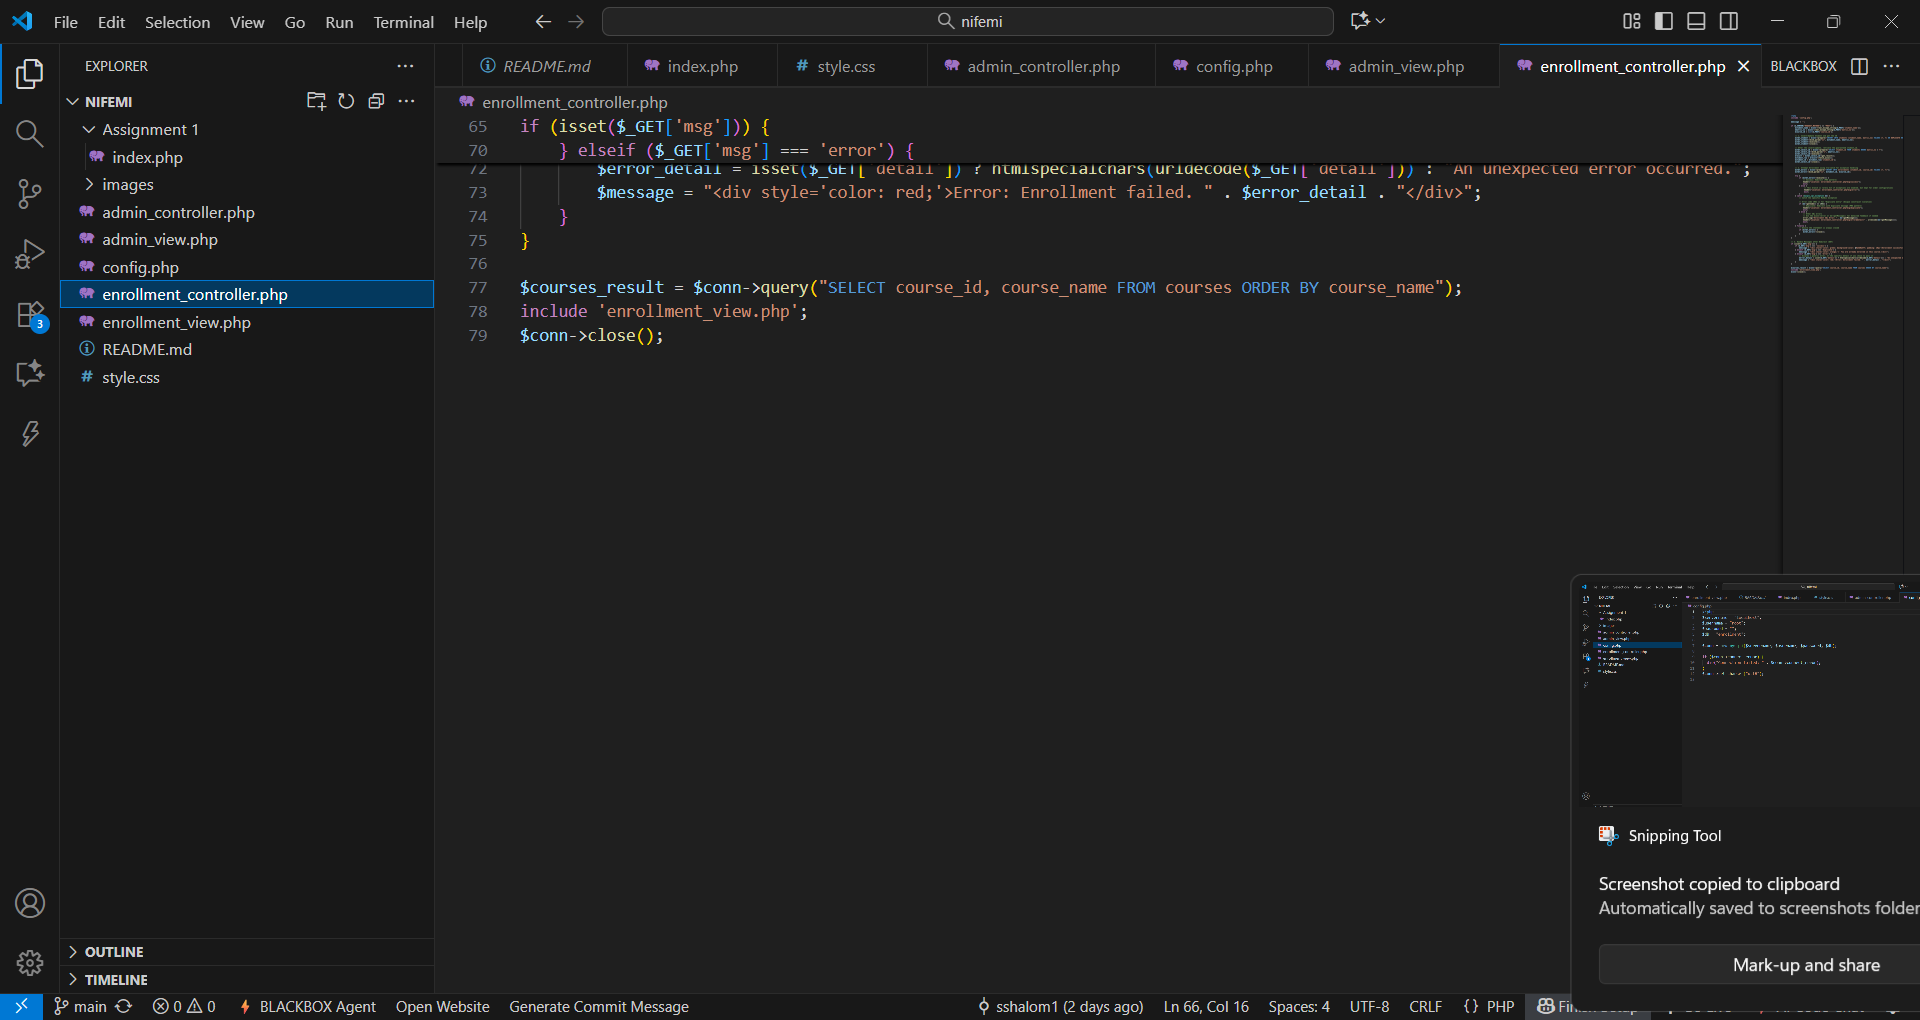 File Edit Selection View Go Run Terminal Help
nifemi
EXPLORER
NIFEMI
Assignment 1
index.php
images
admin_controller.php
admin_view.php
config.php
enrollment_controller.php
enrollment_view.php
README.md
# style.css
OUTLINE
TIMELINE
3
README.md index.php # style.css admin_controller.php config.php admin_view.php enrollment_controller.php BLACKBOX
enrollment_controller.php
65 if (isset($_GET['msg'])) {
70 } elseif ($_GET['msg'] === 'error') {
72 $error_detail = isset($_GET['detail']) ? htmlspecialchars(urldecode($_GET['detail'])) : 'An unexpected error occurred.';
73 $message = "<div style='color: red;'>Error: Enrollment failed. " . $error_detail . "</div>";
74 }
75 }
76
77 $courses_result = $conn->query("SELECT course_id, course_name FROM courses ORDER BY course_name");
78 include 'enrollment_view.php';
79 $conn->close();
Snipping Tool
Screenshot copied to clipboard
Automatically saved to screenshots folder
Mark-up and share
main 0 0 BLACKBOX Agent Open Website Generate Commit Message sshalom1 (2 days ago) Ln 66, Col 16 Spaces: 4 UTF-8 CRLF {} PHP